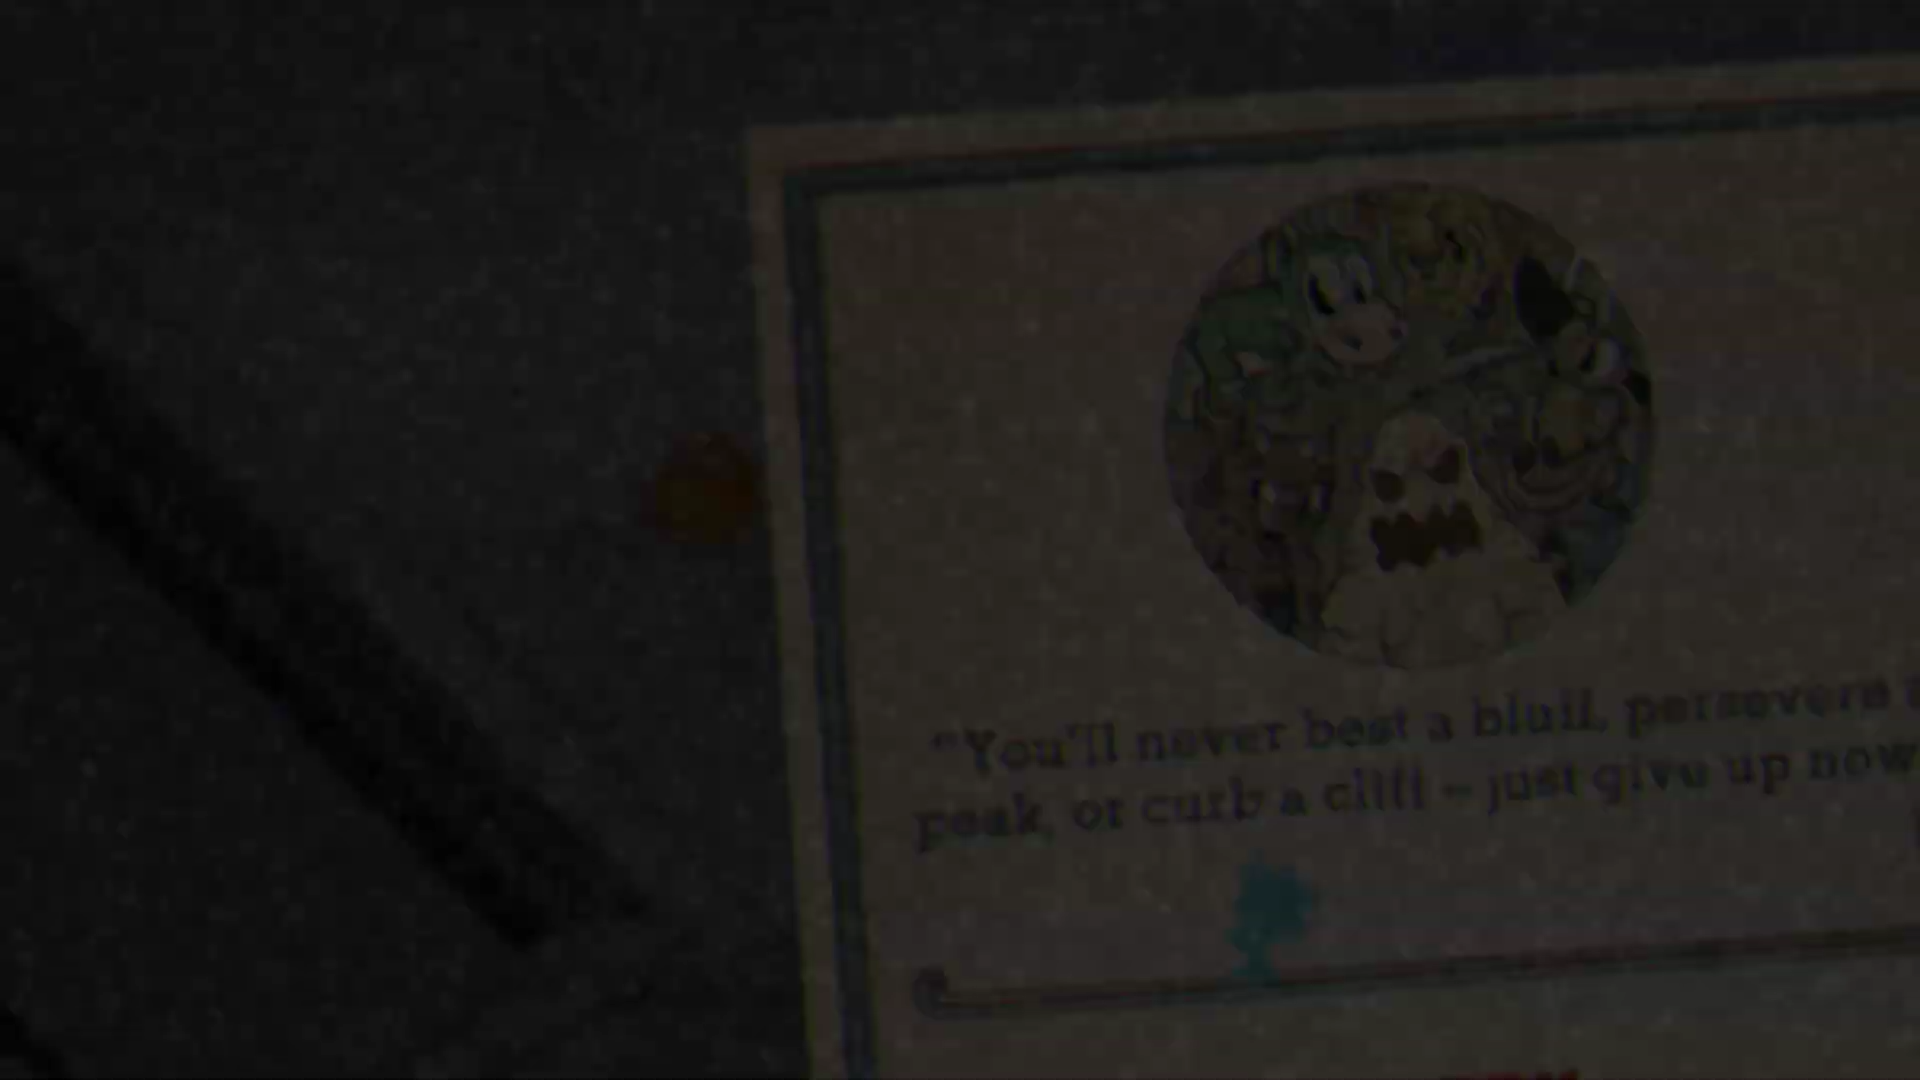 "You'll never best a bluff, persevere
peak, or curb a cliff – just give up now